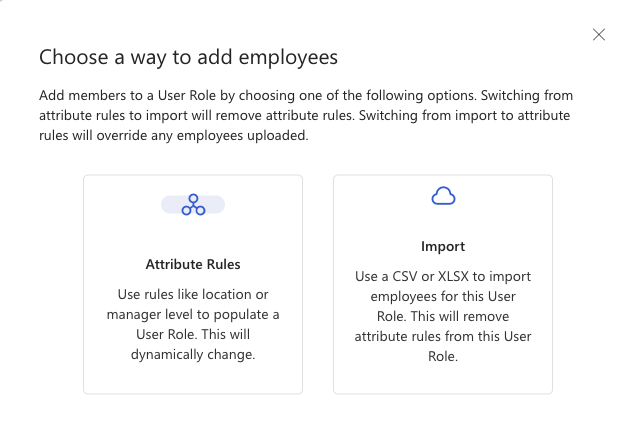 Choose a way to add employees
Add members to a User Role by choosing one of the following options. Switching from
attribute rules to import will remove attribute rules. Switching from import to attribute
rules will override any employees uploaded.
Attribute Rules
Use rules like location or
manager level to populate a
User Role. This will
dynamically change.
Import
Use a CSV or XLSX to import
employees for this User
Role. This will remove
attribute rules from this User
Role.